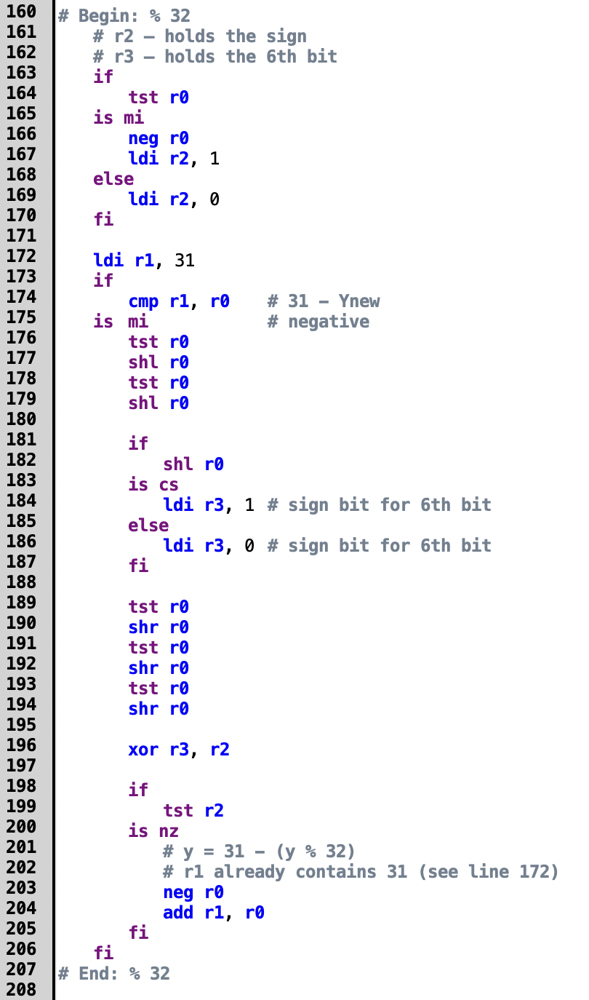 160 # Begin: % 32
161 # r2 – holds the sign
162 # r3 – holds the 6th bit
163 if
164 tst r0
165 is mi
166 neg r0
167 ldi r2, 1
168 else
169 ldi r2, 0
170 fi
171
172 ldi r1, 31
173 if
174 cmp r1, r0 # 31 – Ynew
175 is mi # negative
176 tst r0
177 shl r0
178 tst r0
179 shl r0
180
181 if
182 shl r0
183 is cs
184 ldi r3, 1 # sign bit for 6th bit
185 else
186 ldi r3, 0 # sign bit for 6th bit
187 fi
188
189 tst r0
190 shr r0
191 tst r0
192 shr r0
193 tst r0
194 shr r0
195
196 xor r3, r2
197
198 if
199 tst r2
200 is nz
201 # y = 31 – (y % 32)
202 # r1 already contains 31 (see line 172)
203 neg r0
204 add r1, r0
205 fi
206 fi
207 # End: % 32
208